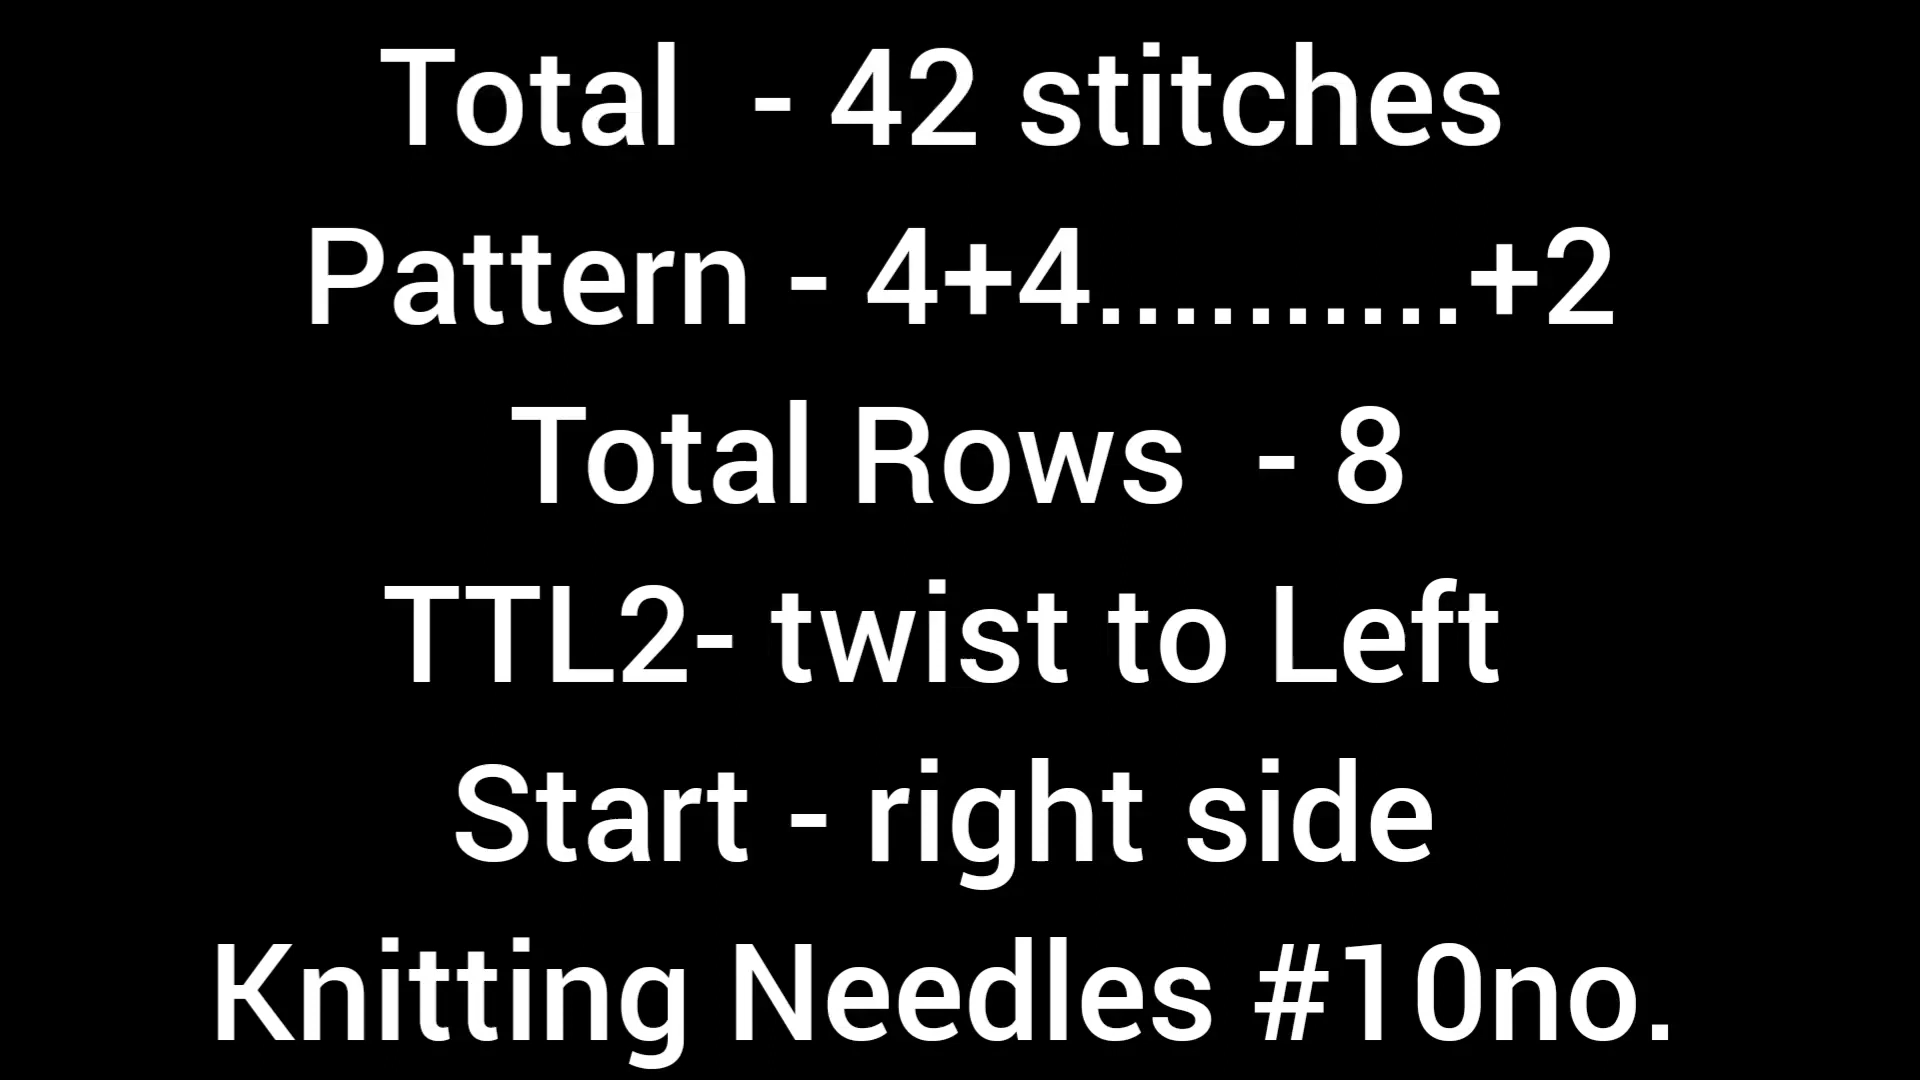 Total - 42 stitches
Pattern - 4+4..........+2
Total Rows - 8
TTL2- twist to Left
Start - right side
Knitting Needles #10no.